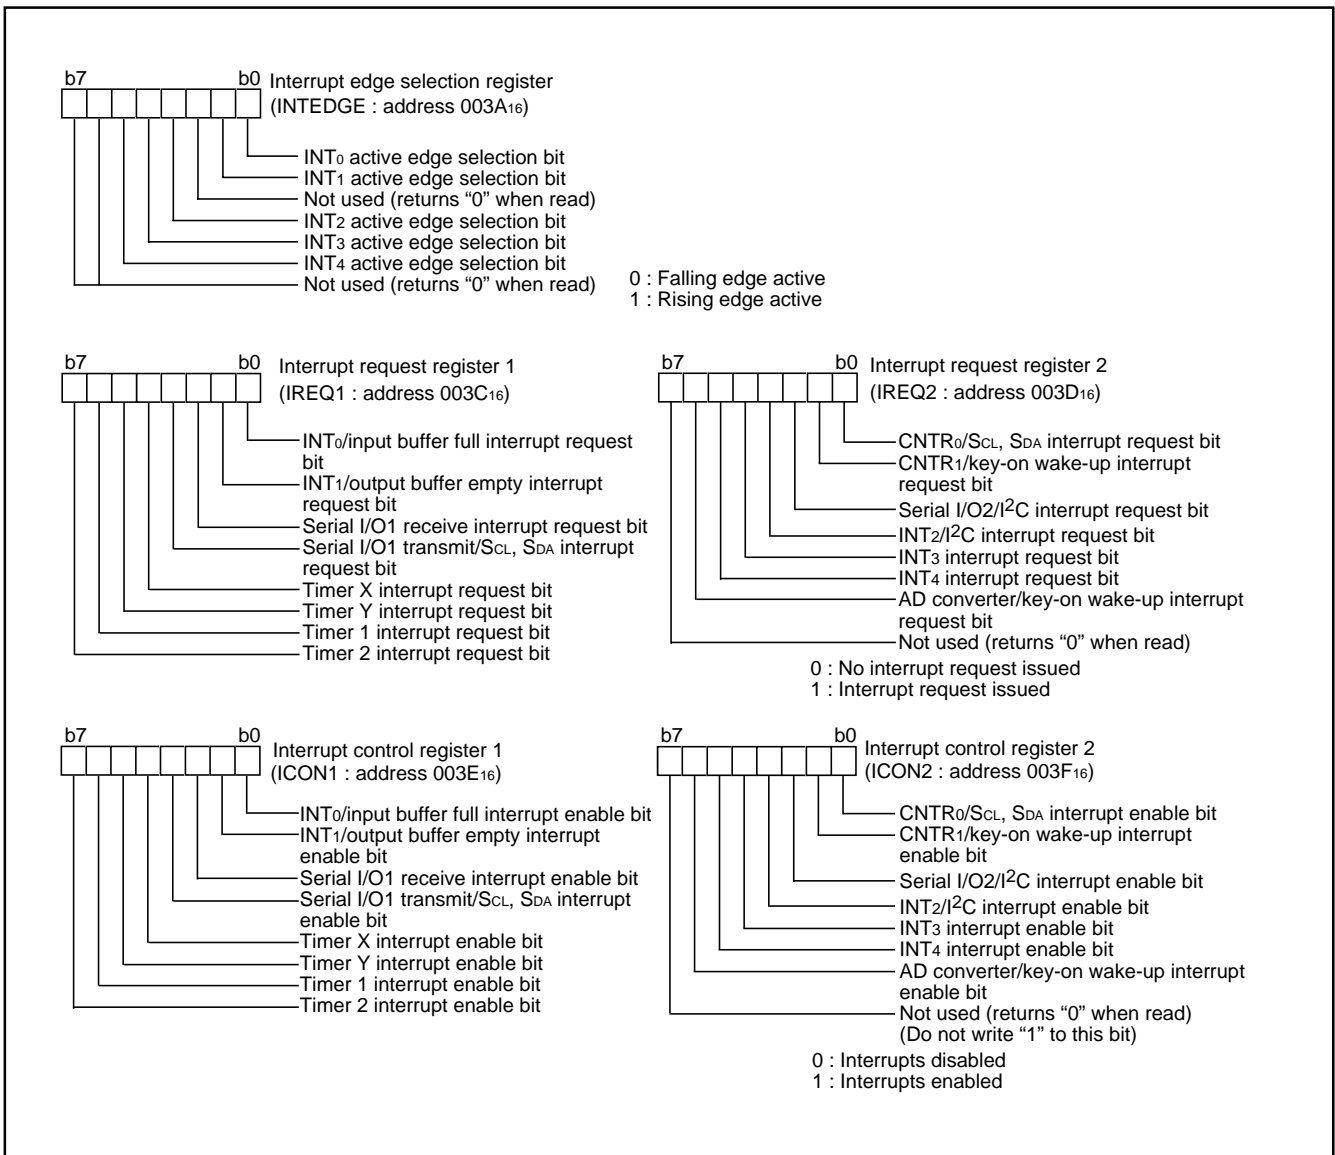 b7 b0 Interrupt edge selection register
(INTEDGE : address 003A16)
INT0 active edge selection bit
INT1 active edge selection bit
Not used (returns “0” when read)
INT2 active edge selection bit
INT3 active edge selection bit
INT4 active edge selection bit
Not used (returns “0” when read)
0 : Falling edge active
1 : Rising edge active
b7 b0 Interrupt request register 1
(IREQ1 : address 003C16)
INT0/input buffer full interrupt request
bit
INT1/output buffer empty interrupt
request bit
Serial I/O1 receive interrupt request bit
Serial I/O1 transmit/SCL, SDA interrupt
request bit
Timer X interrupt request bit
Timer Y interrupt request bit
Timer 1 interrupt request bit
Timer 2 interrupt request bit
b7 b0 Interrupt request register 2
(IREQ2 : address 003D16)
CNTR0/SCL, SDA interrupt request bit
CNTR1/key-on wake-up interrupt
request bit
Serial I/O2/I2C interrupt request bit
INT2/I2C interrupt request bit
INT3 interrupt request bit
INT4 interrupt request bit
AD converter/key-on wake-up interrupt
request bit
Not used (returns “0” when read)
0 : No interrupt request issued
1 : Interrupt request issued
b7 b0 Interrupt control register 1
(ICON1 : address 003E16)
INT0/input buffer full interrupt enable bit
INT1/output buffer empty interrupt
enable bit
Serial I/O1 receive interrupt enable bit
Serial I/O1 transmit/SCL, SDA interrupt
enable bit
Timer X interrupt enable bit
Timer Y interrupt enable bit
Timer 1 interrupt enable bit
Timer 2 interrupt enable bit
b7 b0 Interrupt control register 2
(ICON2 : address 003F16)
CNTR0/SCL, SDA interrupt enable bit
CNTR1/key-on wake-up interrupt
enable bit
Serial I/O2/I2C interrupt enable bit
INT2/I2C interrupt enable bit
INT3 interrupt enable bit
INT4 interrupt enable bit
AD converter/key-on wake-up interrupt
enable bit
Not used (returns “0” when read)
(Do not write “1” to this bit)
0 : Interrupts disabled
1 : Interrupts enabled